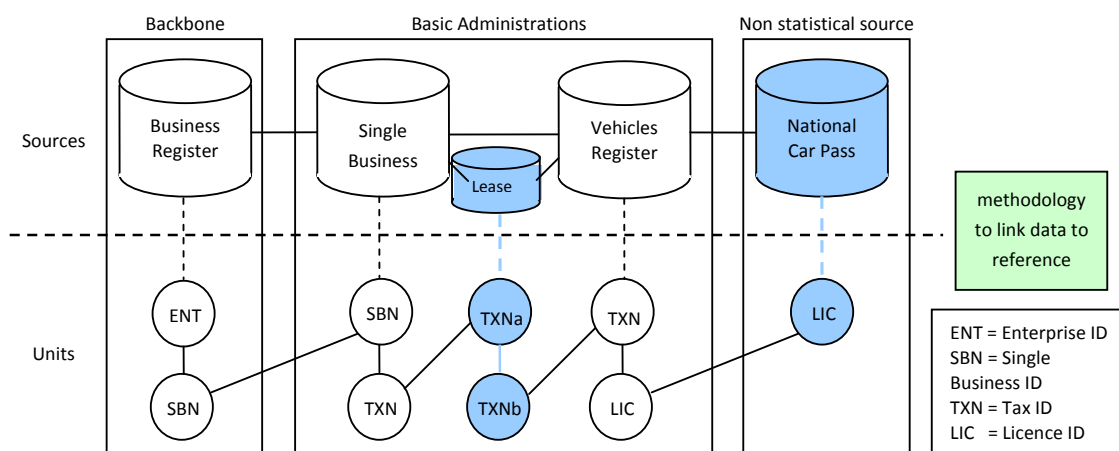 Backbone
Basic Administrations
Non statistical source
Sources
Business
Register
Single
Business
Lease
Vehicles
Register
National
Car Pass
methodology
to link data to
reference
Units
ENT
SBN
SBN
TXN
TXNa
TXNb
TXN
LIC
LIC
ENT = Enterprise ID
SBN = Single
Business ID
TXN = Tax ID
LIC = Licence ID